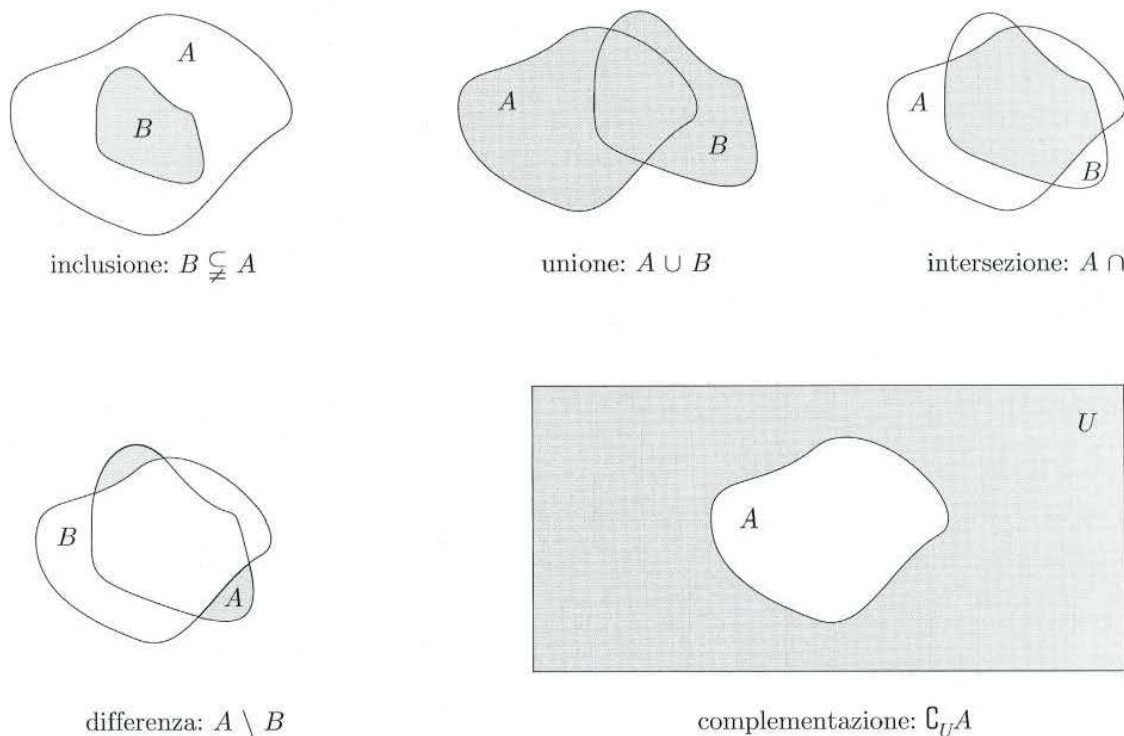 A
B
inclusione: B ⊊ A
A
B
unione: A ∪ B
A
B
intersezione: A ∩
B
A
differenza: A \ B
U
A
complementazione: ∁_U A